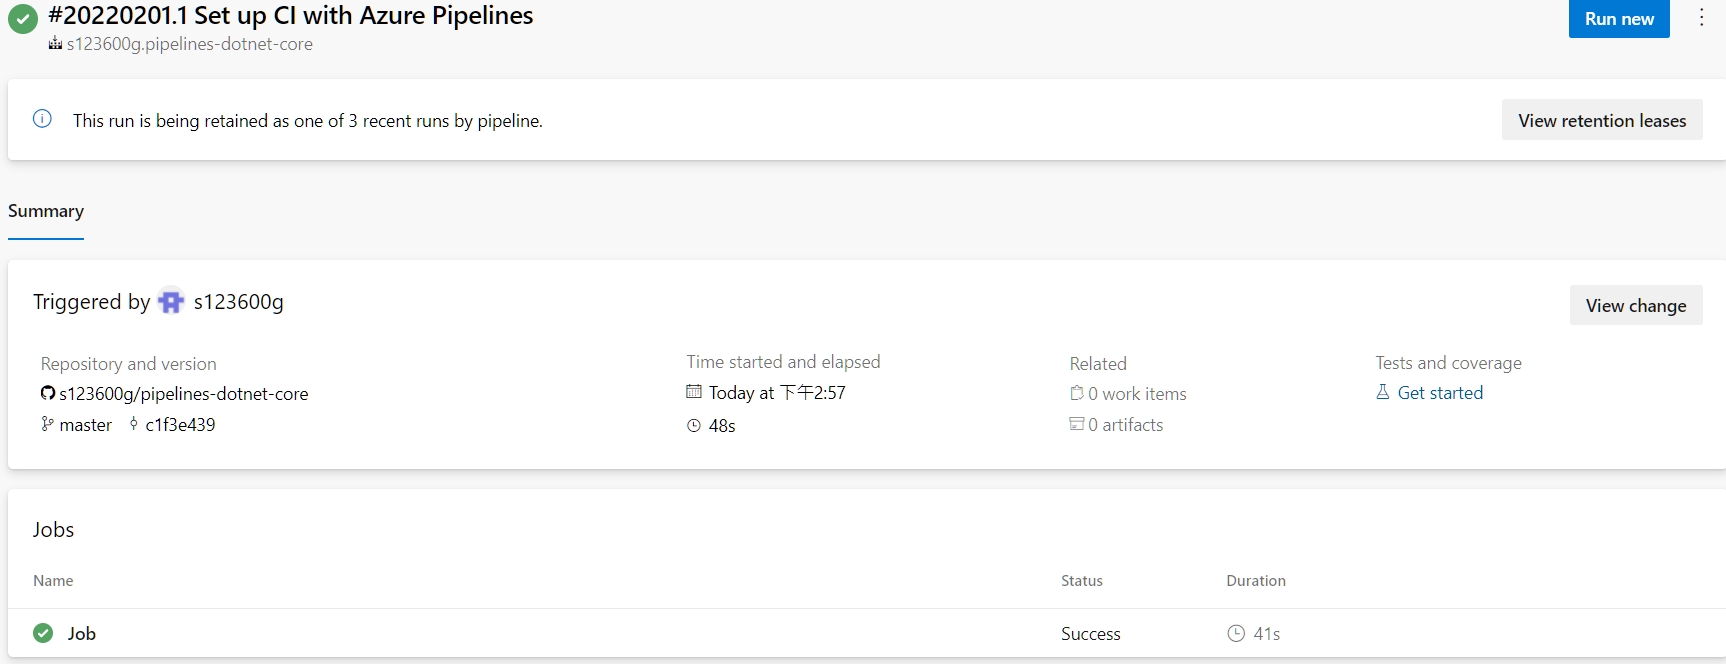 #20220201.1 Set up CI with Azure Pipelines
Run new
s123600g.pipelines-dotnet-core
This run is being retained as one of 3 recent runs by pipeline.
View retention leases
Summary
Triggered by s123600g
View change
Repository and version
s123600g/pipelines-dotnet-core
master c1f3e439
Time started and elapsed
Today at 下午2:57
48s
Related
0 work items
0 artifacts
Tests and coverage
Get started
Jobs
Name Status Duration
Job Success 41s